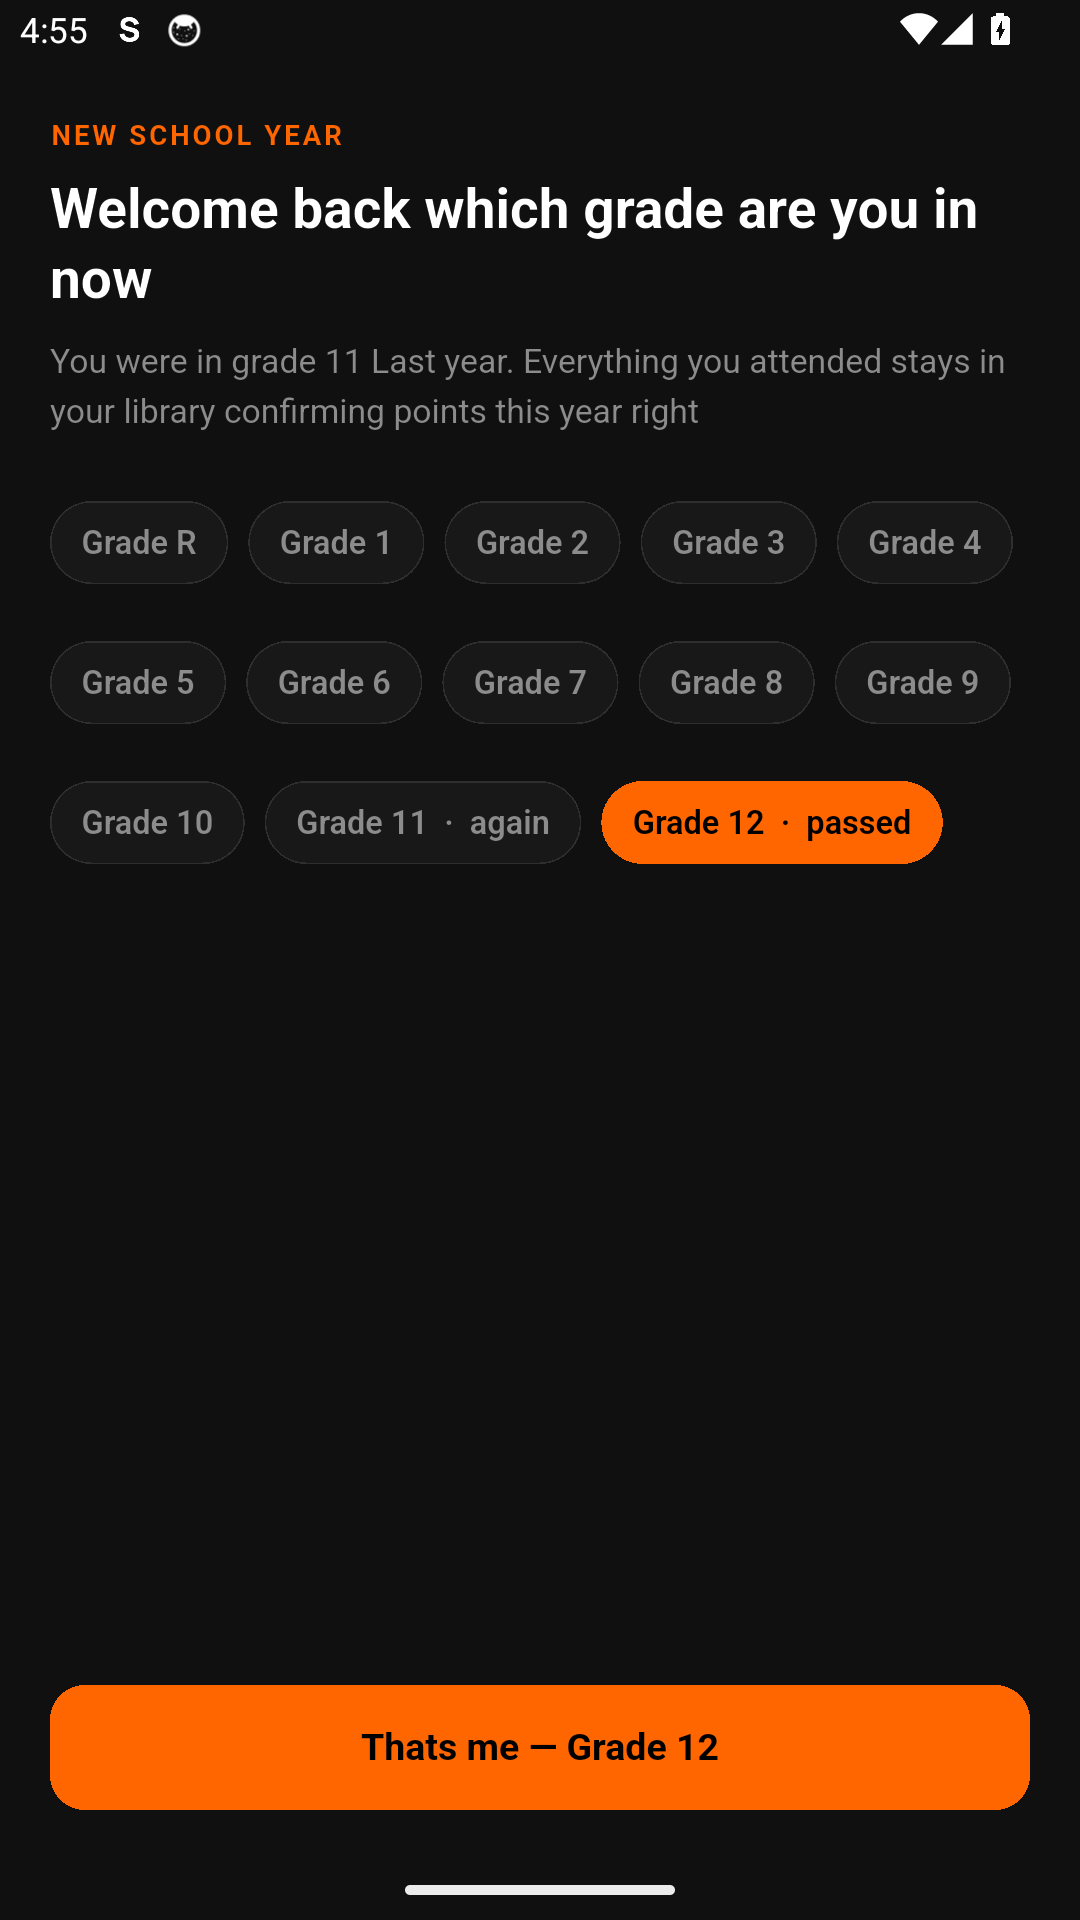 4:55 S
NEW SCHOOL YEAR
Welcome back which grade are you in
now
You were in grade 11 Last year. Everything you attended stays in
your library confirming points this year right
Grade R Grade 1 Grade 2 Grade 3 Grade 4
Grade 5 Grade 6 Grade 7 Grade 8 Grade 9
Grade 10 Grade 11 · again Grade 12 · passed
Thats me — Grade 12